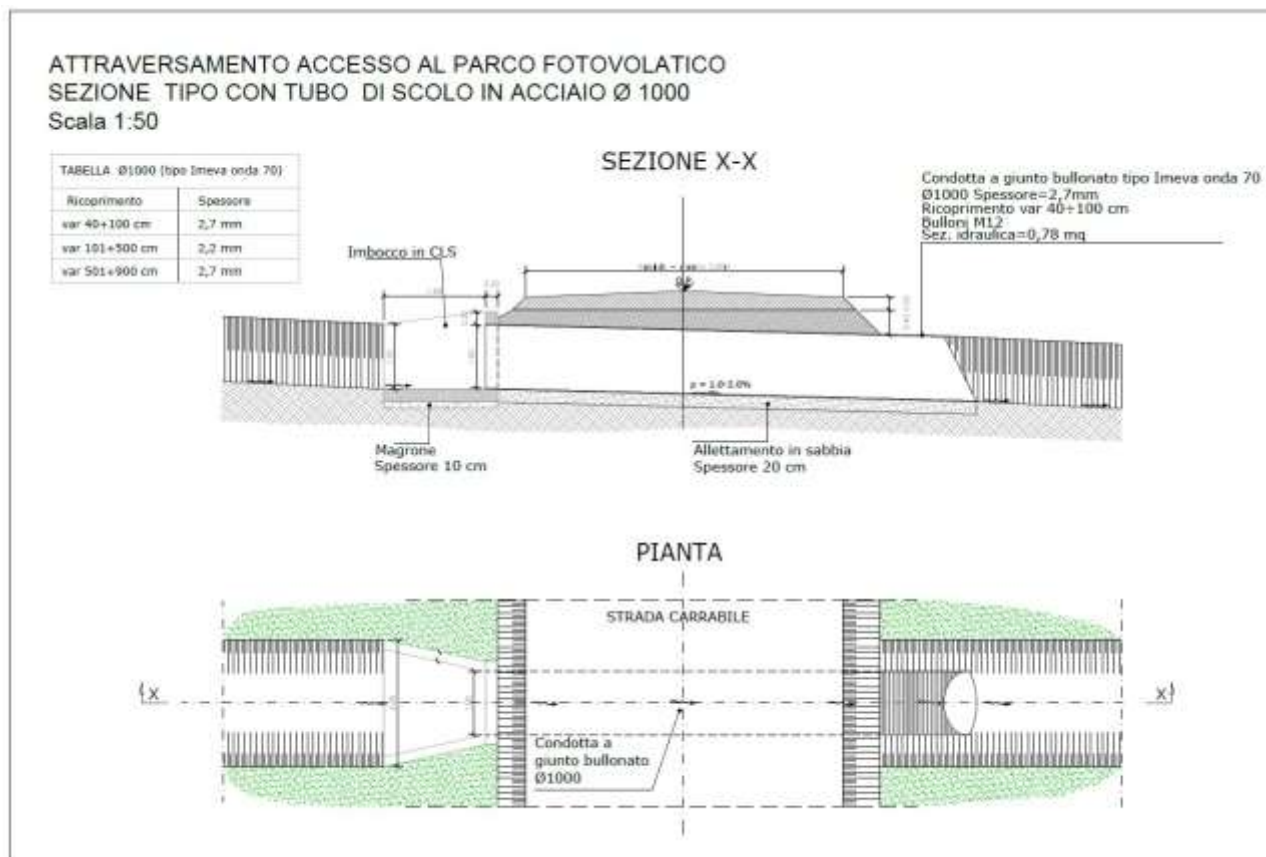 ATTRAVERSAMENTO ACCESSO AL PARCO FOTOVOLATICO
SEZIONE TIPO CON TUBO DI SCOLO IN ACCIAIO Ø 1000
Scala 1:50
TABELLA Ø1000 (tipo Imeva onda 70)
Ricoprimento Spessore
var 40÷100 cm 2,7 mm
var 101÷500 cm 2,2 mm
var 501÷900 cm 2,7 mm
SEZIONE X-X
Condotta a giunto bullonato tipo Imeva onda 70
Ø1000 Spessore=2,7mm
Ricoprimento var 40÷100 cm
Bulloni M12
Sez. idraulica=0,78 mq
Imbocco in CLS
p = 1.0-2.0%
Magrone
Spessore 10 cm
Allettamento in sabbia
Spessore 20 cm
PIANTA
STRADA CARRABILE
X
X
Condotta a
giunto bullonato
Ø1000